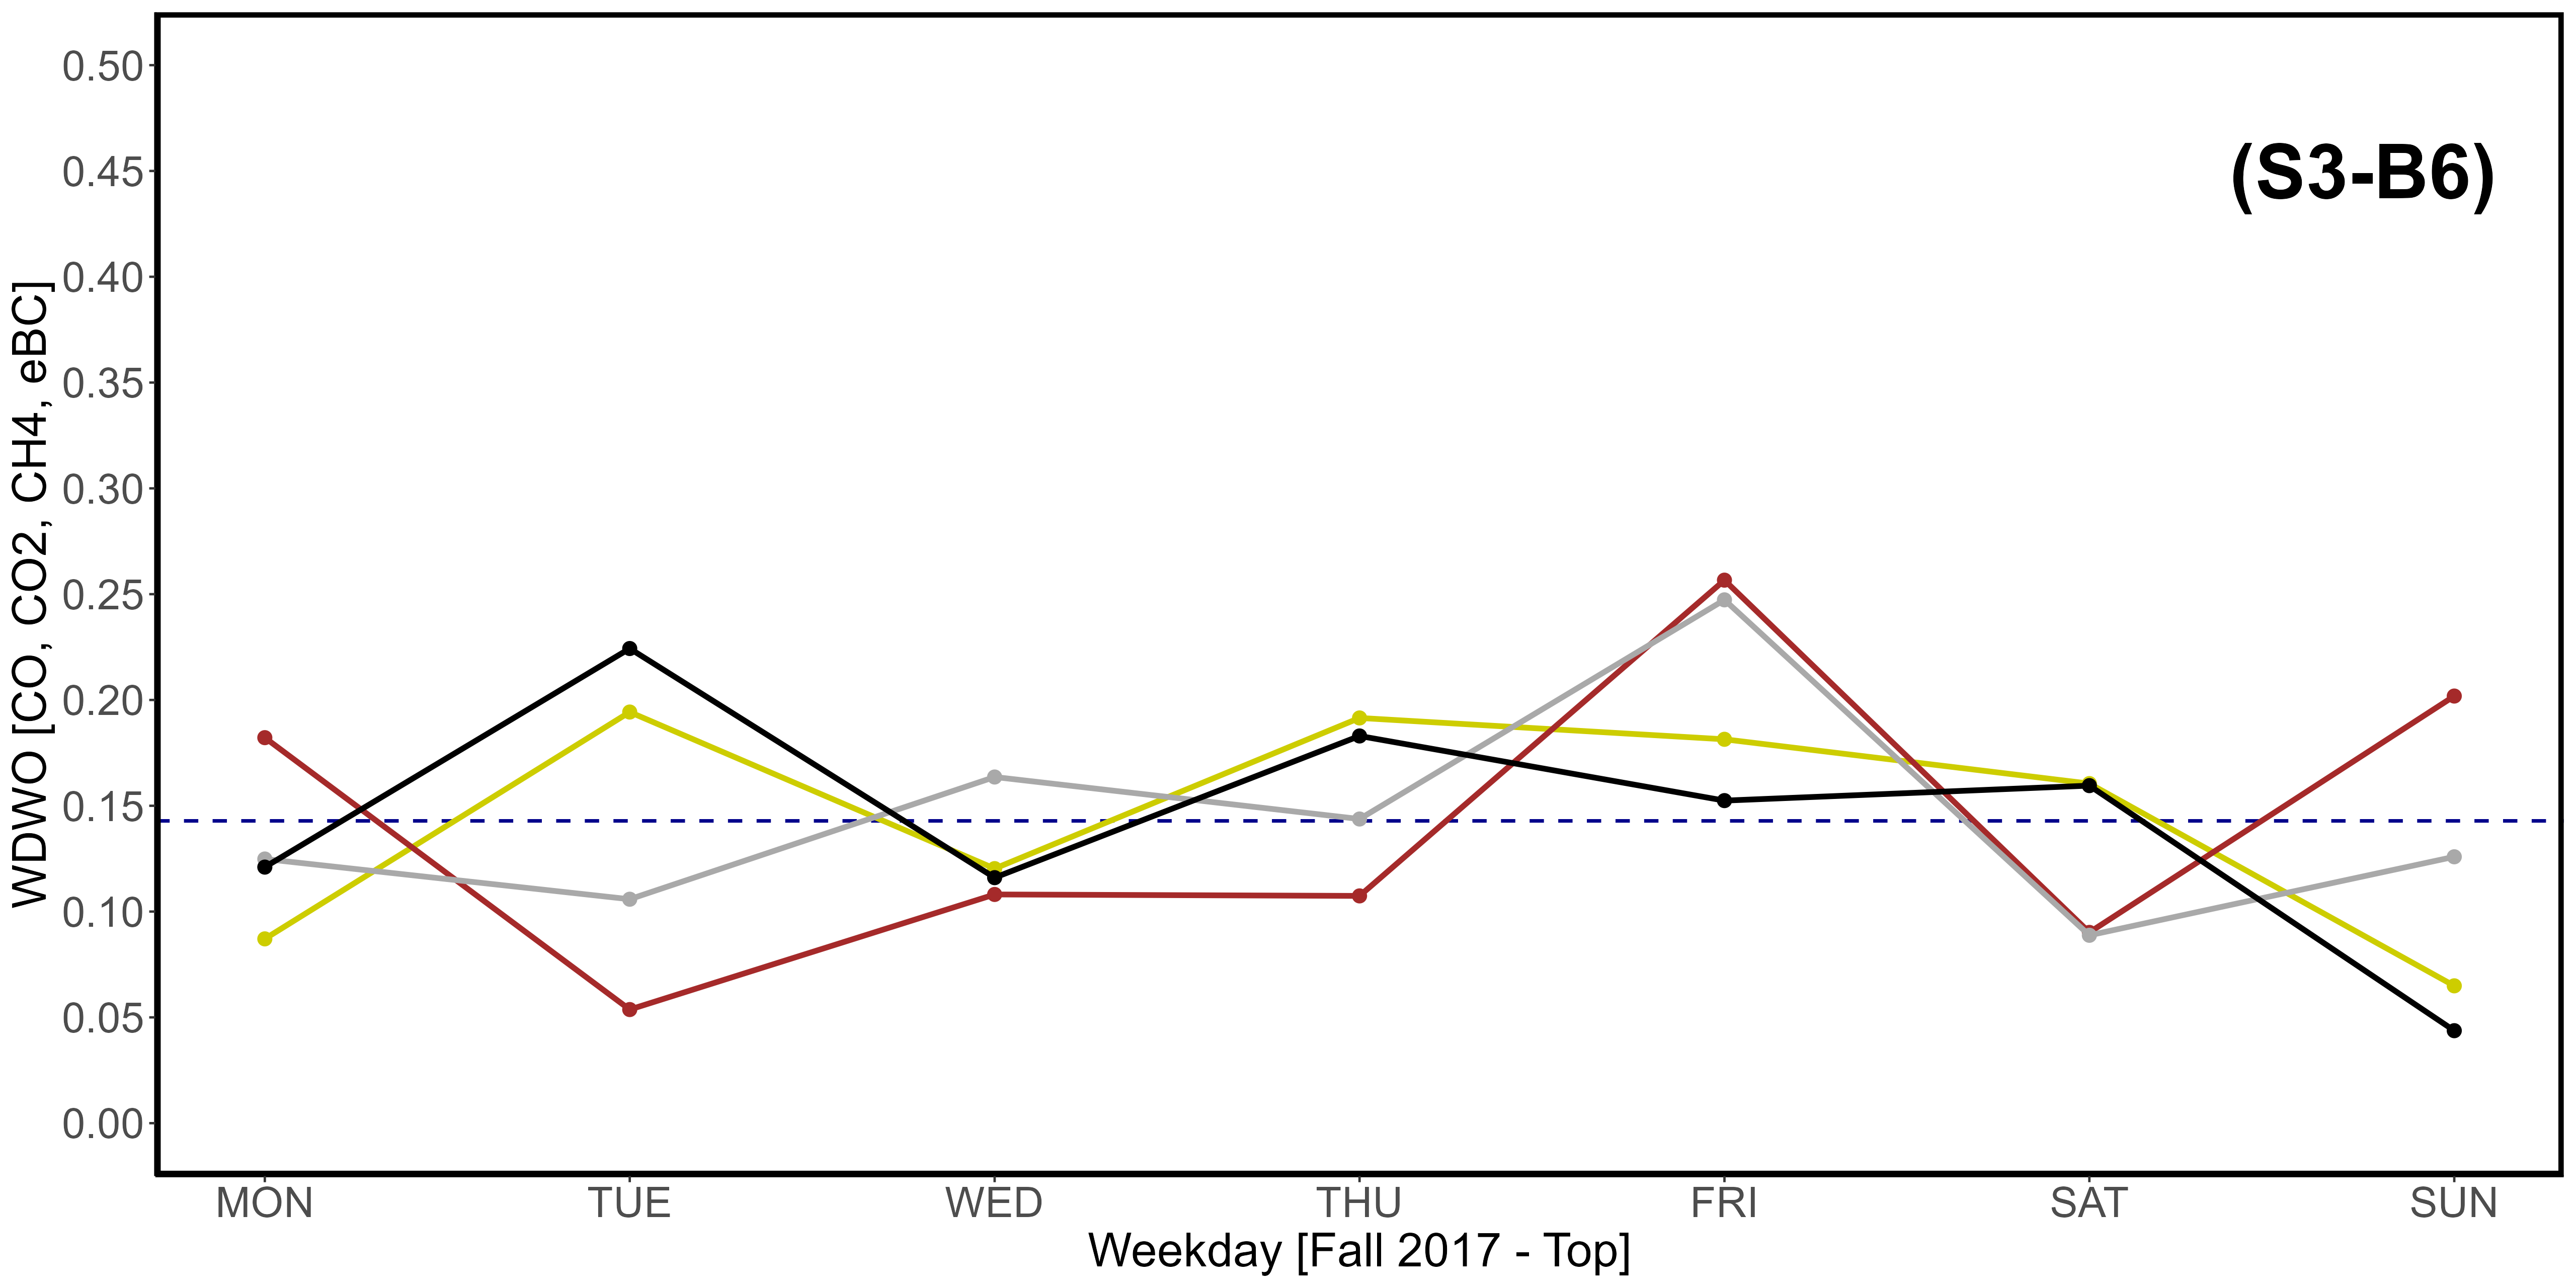 WDWO [CO, CO2, CH4, eBC]
0.50
0.45
0.40
0.35
0.30
0.25
0.20
0.15
0.10
0.05
0.00
(S3-B6)
MON TUE WED THU FRI SAT SUN
Weekday [Fall 2017 - Top]